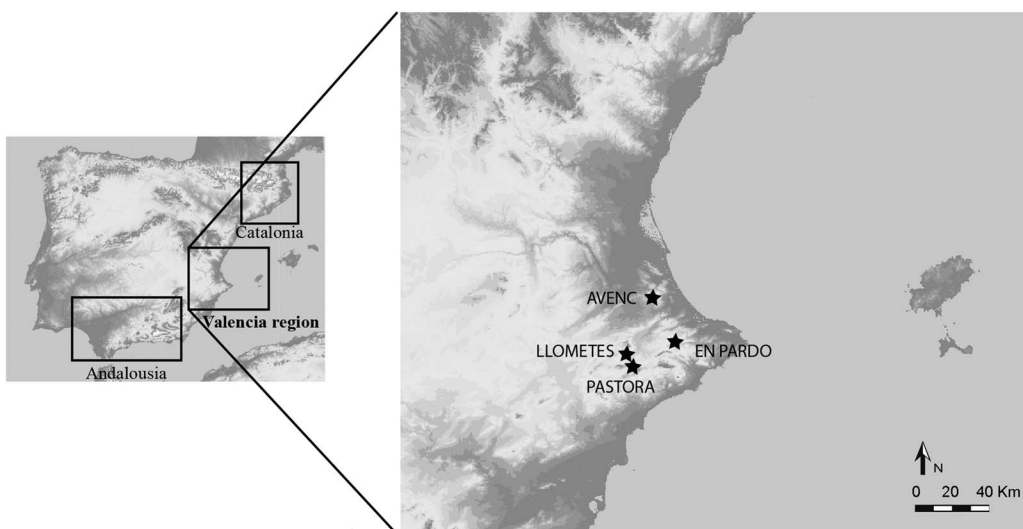 Catalonia
Valencia region
Andalousia
AVENC
LLOMETES
EN PARDO
PASTORA
N
0 20 40 Km